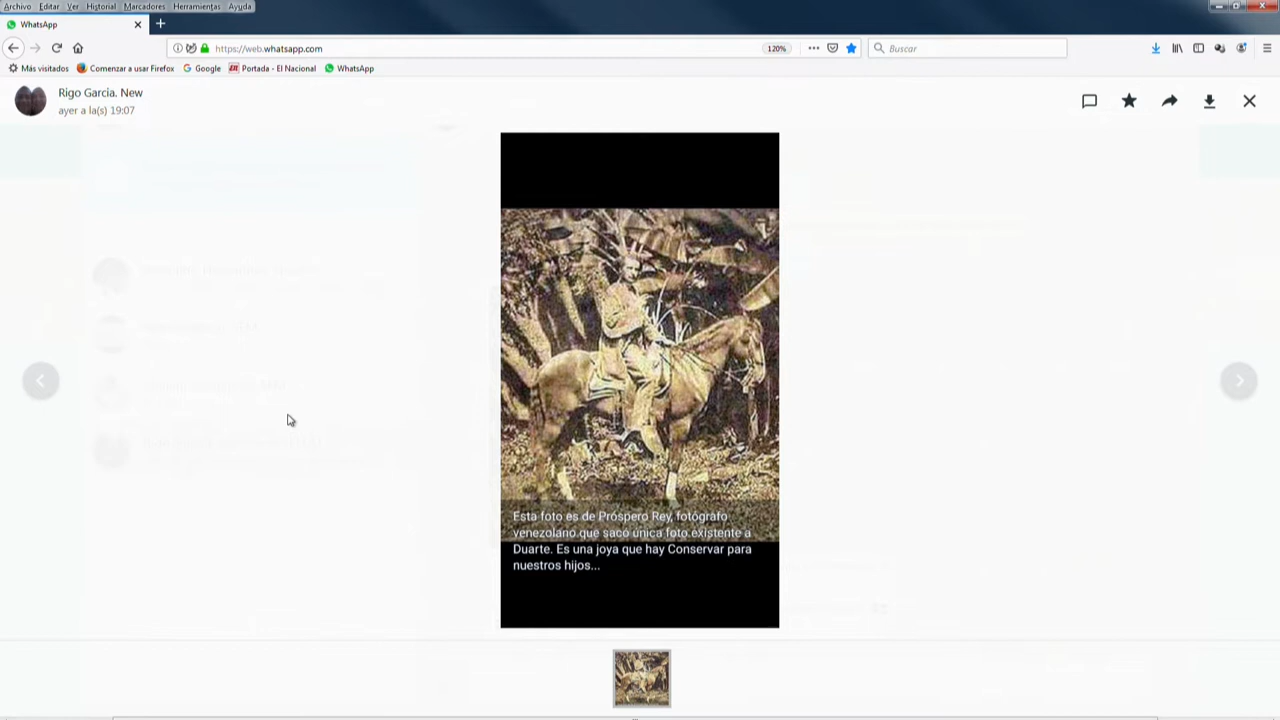 Archivo Editar Ver Historial Marcadores Herramientas Ayuda
WhatsApp
https://web.whatsapp.com
120%
Buscar
Más visitados Comenzar a usar Firefox Google Portada - El Nacional WhatsApp
Rigo Garcia. New
ayer a la(s) 19:07
Esta foto es de Próspero Rey, fotógrafo
venezolano que sacó única foto existente a
Duarte. Es una joya que hay Conservar para
nuestros hijos...